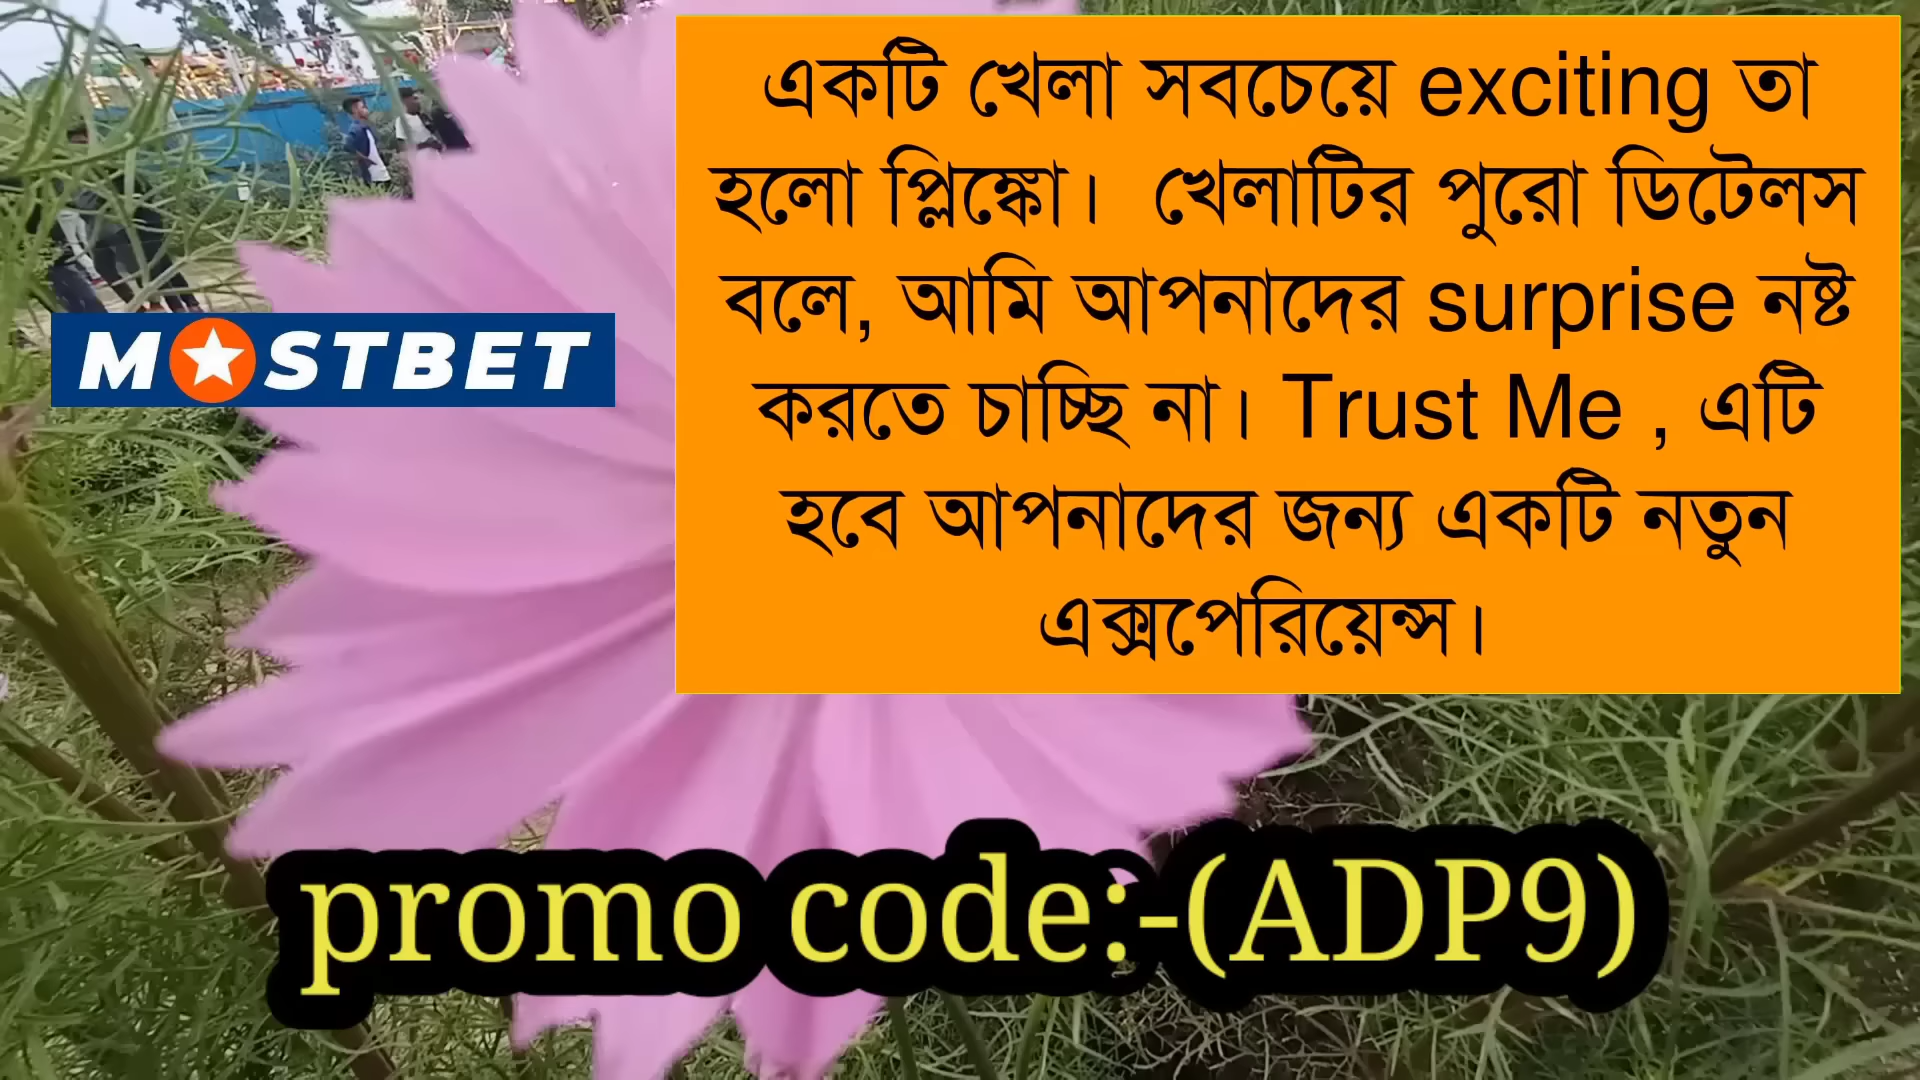 একটি খেলা সবচেয়ে exciting তা
হলো প্লিঙ্কো। খেলাটির পুরো ডিটেলস
বলে, আমি আপনাদের surprise নষ্ট
করতে চাচ্ছি না। Trust Me , এটি
হবে আপনাদের জন্য একটি নতুন
এক্সপেরিয়েন্স।
MOSTBET
promo code:-(ADP9)